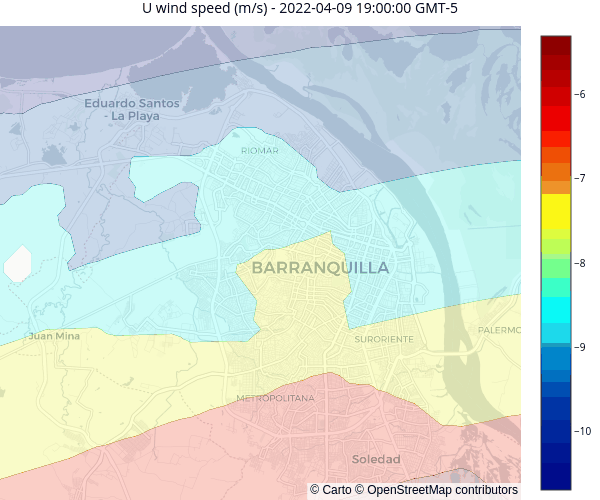 U wind speed (m/s) - 2022-04-09 19:00:00 GMT-5
Eduardo Santos
- La Playa
RIOMAR
BARRANQUILLA
Juan Mina
SURORIENTE
PALERMO
METROPOLITANA
Soledad
© Carto © OpenStreetMap contributors
−6
−7
−8
−9
−10